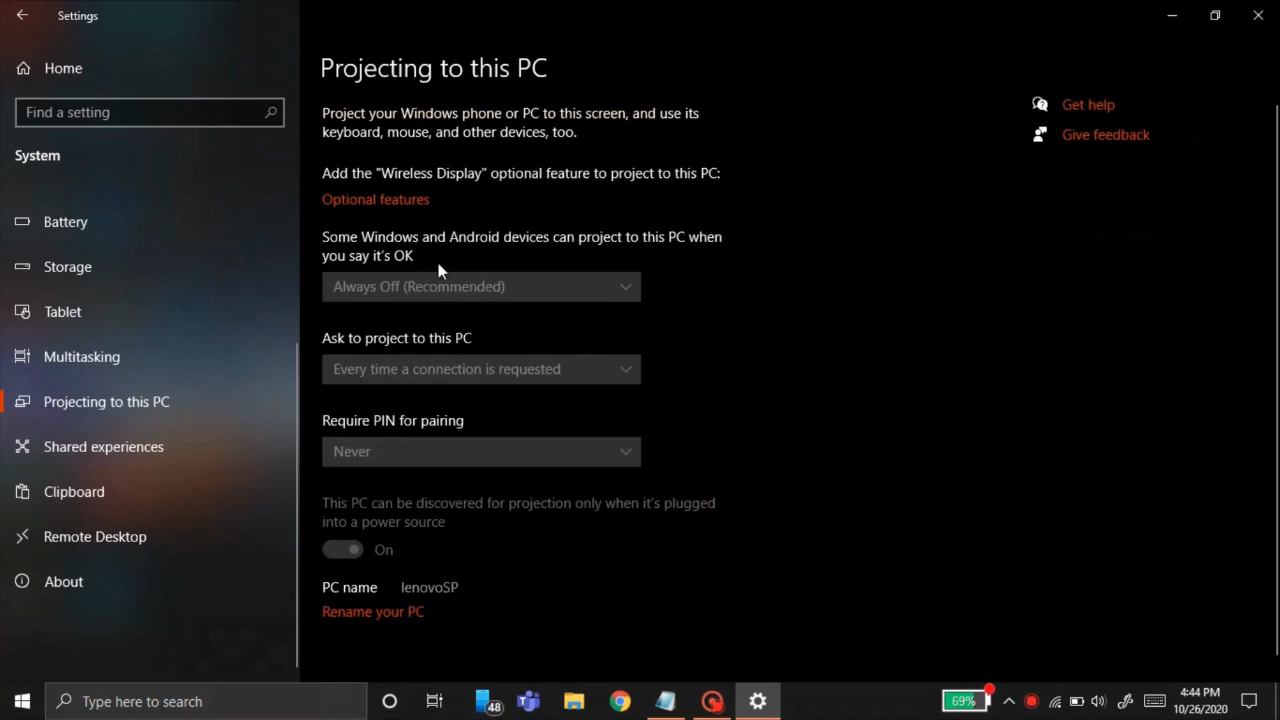 Settings
Home
Find a setting
System
Battery
Storage
Tablet
Multitasking
Projecting to this PC
Shared experiences
Clipboard
Remote Desktop
About
Projecting to this PC
Project your Windows phone or PC to this screen, and use its
keyboard, mouse, and other devices, too.
Add the "Wireless Display" optional feature to project to this PC:
Optional features
Some Windows and Android devices can project to this PC when
you say it's OK
Always Off (Recommended)
Ask to project to this PC
Every time a connection is requested
Require PIN for pairing
Never
This PC can be discovered for projection only when it's plugged
into a power source
On
PC name lenovoSP
Rename your PC
Get help
Give feedback
Type here to search
48
69%
4:44 PM
10/26/2020